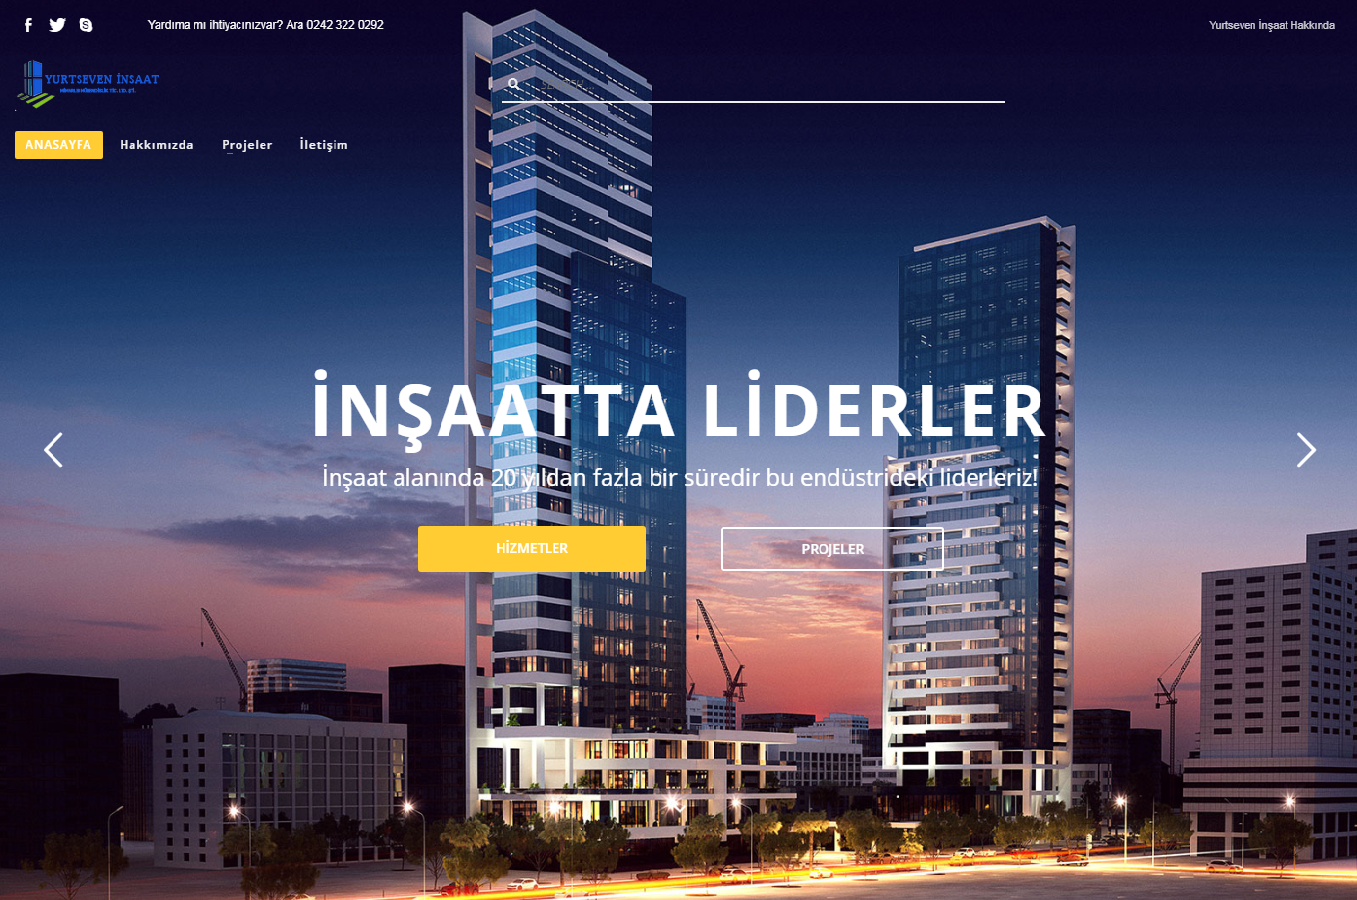 Yardıma mı ihtiyacınızvar? Ara 0242 322 0292
Yurtseven İnşaat Hakkında
YURTSEVEN İNSAAT
ANASAYFA
Hakkımızda
Projeler
İletişim
İNŞAATTA LİDERLER
İnşaat alanında 20 yıldan fazla bir süredir bu endüstrideki liderleriz!
HİZMETLER
PROJELER